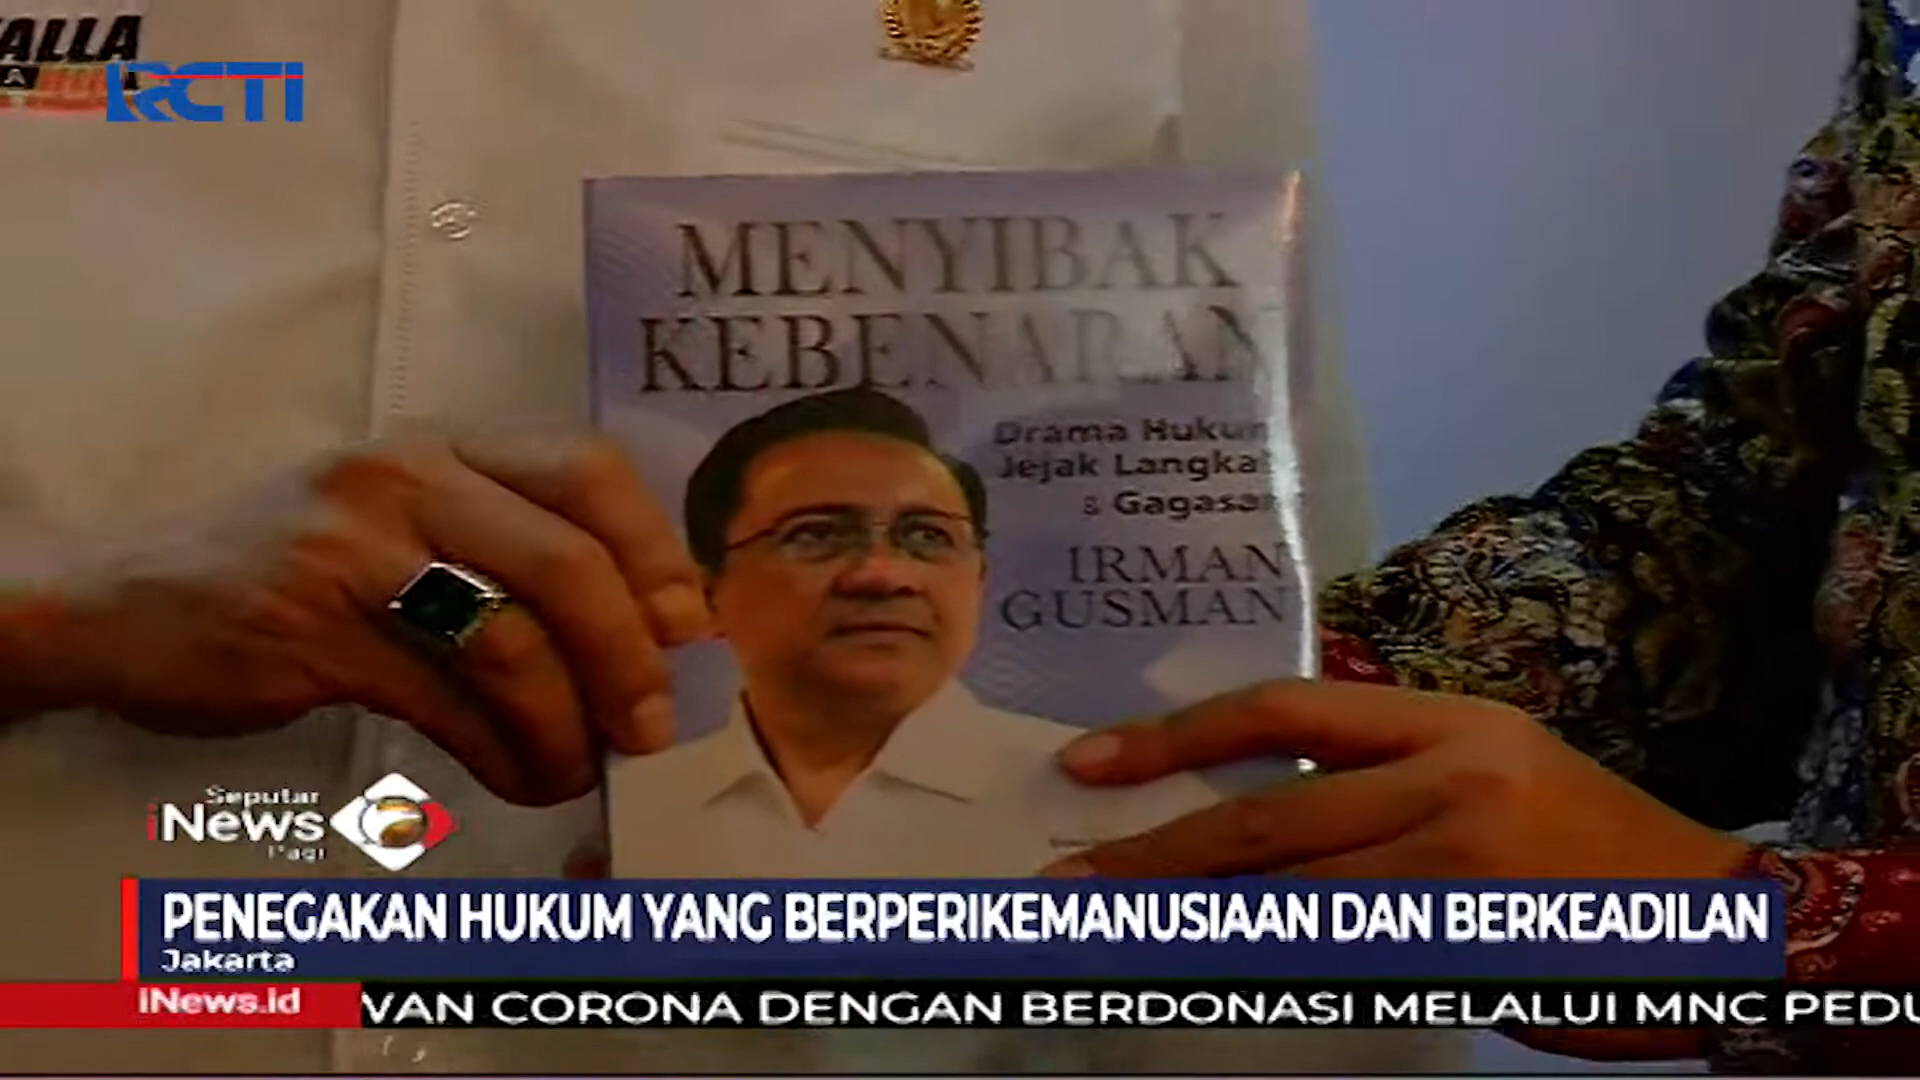 ALLA
RCTI
MENYIBAK
KEBENARAN
Drama Hukum
Jejak Langkah
& Gagasan
IRMAN
GUSMAN
Seputar
iNews
Pagi
PENEGAKAN HUKUM YANG BERPERIKEMANUSIAAN DAN BERKEADILAN
Jakarta
iNews.id
VAN CORONA DENGAN BERDONASI MELALUI MNC PEDU